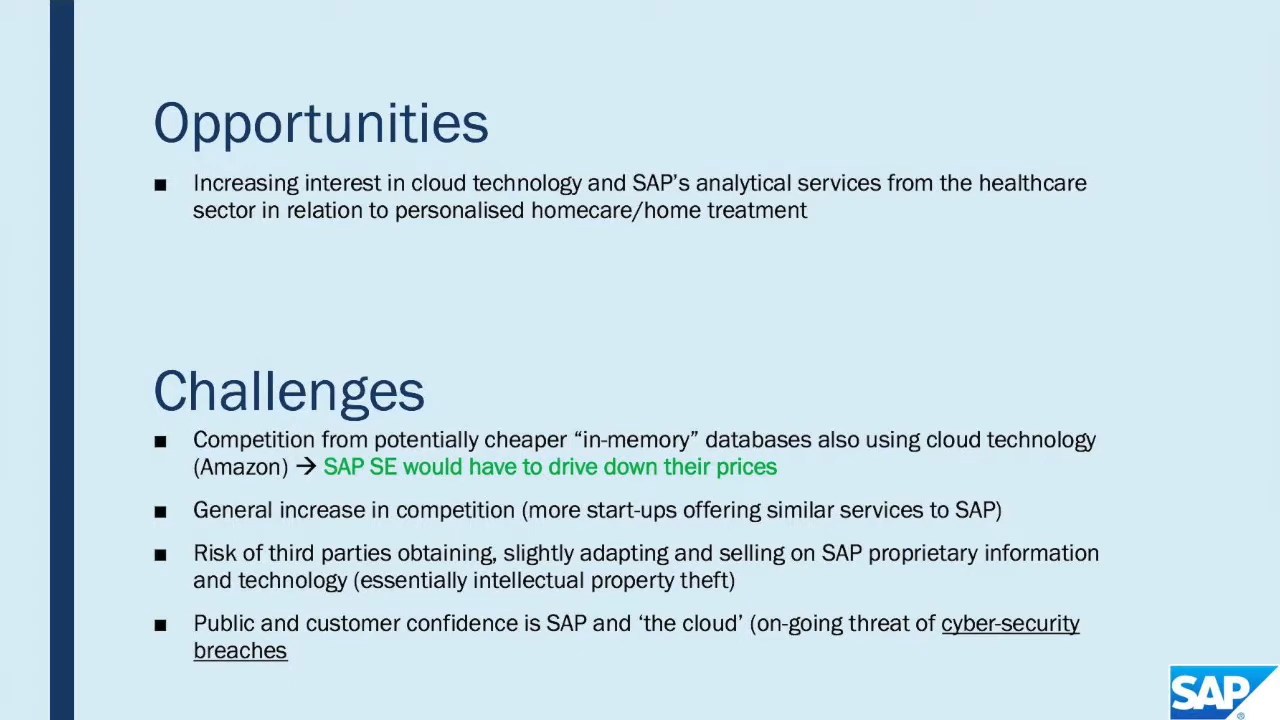 Opportunities
■ Increasing interest in cloud technology and SAP’s analytical services from the healthcare
sector in relation to personalised homecare/home treatment
Challenges
■ Competition from potentially cheaper “in-memory” databases also using cloud technology
(Amazon) → SAP SE would have to drive down their prices
■ General increase in competition (more start-ups offering similar services to SAP)
■ Risk of third parties obtaining, slightly adapting and selling on SAP proprietary information
and technology (essentially intellectual property theft)
■ Public and customer confidence is SAP and ‘the cloud’ (on-going threat of cyber-security
breaches
SAP®